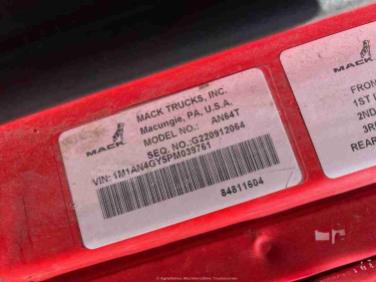 MACK TRUCKS, INC.
Macungie, PA. U.S.A.
MODEL NO.: AN64T
SEQ. NO.:G220912064
MACK
VIN: 1M1AN4GY5PM039761
84811604
MACK
FRON
1ST I
2ND
3R
REAR